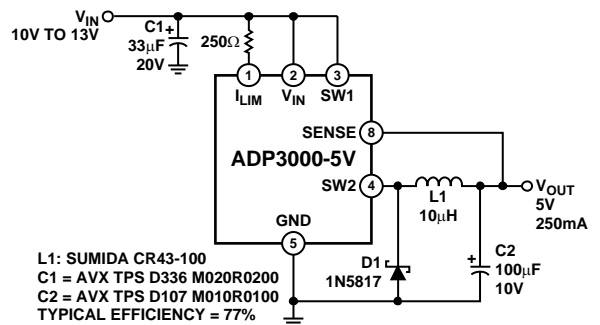 VIN
10V TO 13V
C1
+
33µF
20V
250Ω
1
2
3
ILIM
VIN
SW1
SENSE
8
ADP3000-5V
SW2
4
L1
10µH
VOUT
5V
250mA
GND
5
D1
1N5817
+
C2
100µF
10V
L1: SUMIDA CR43-100
C1 = AVX TPS D336 M020R0200
C2 = AVX TPS D107 M010R0100
TYPICAL EFFICIENCY = 77%